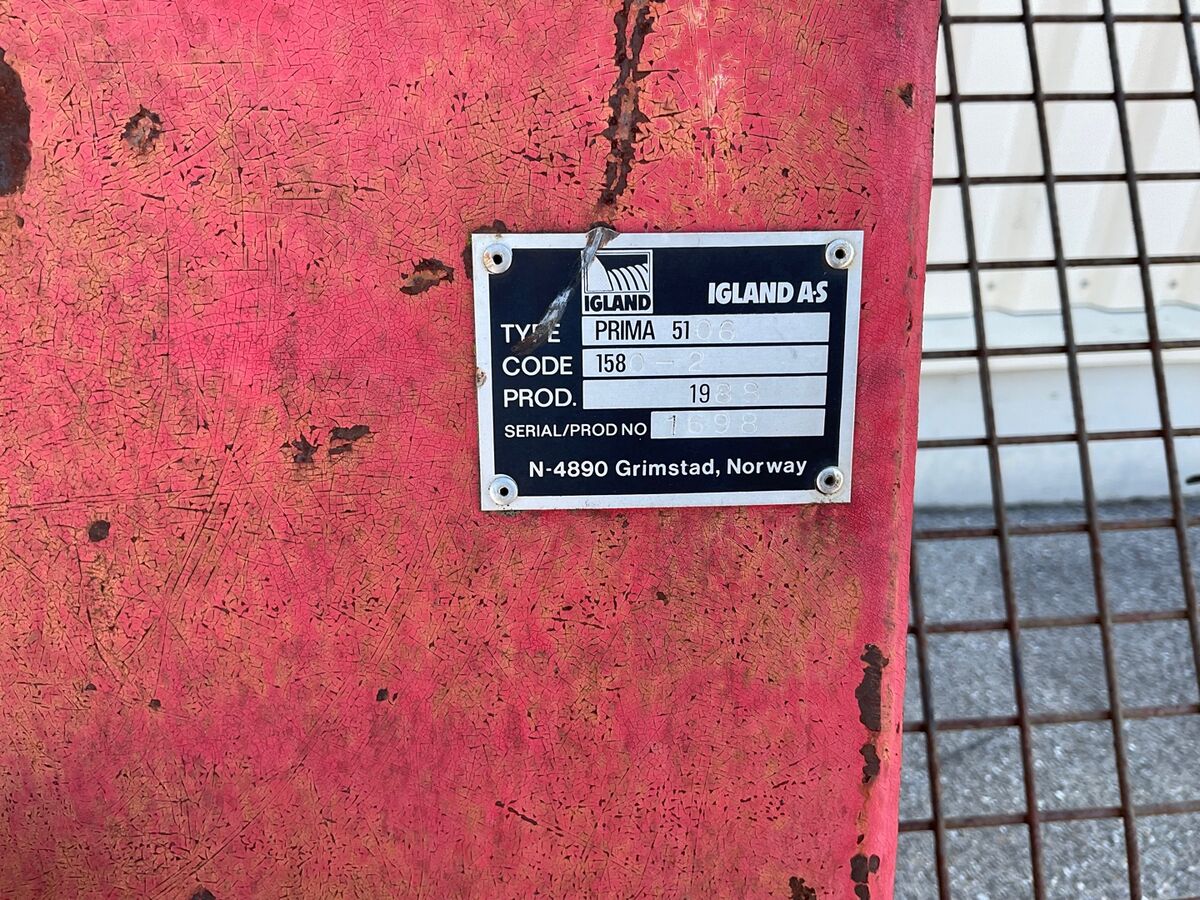 IGLAND
IGLAND A·S
TYPE PRIMA 5106
CODE 1580-2
PROD. 1988
SERIAL/PROD NO 1698
N-4890 Grimstad, Norway